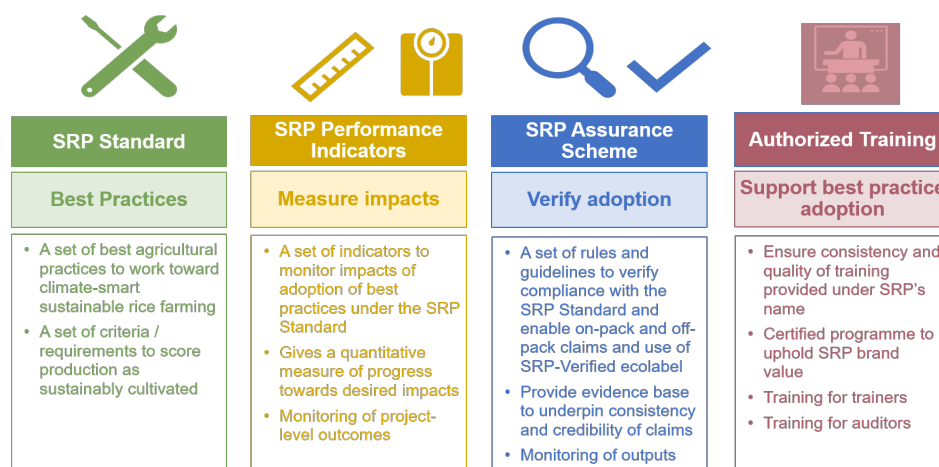 SRP Standard
Best Practices
• A set of best agricultural
practices to work toward
climate-smart
sustainable rice farming
• A set of criteria /
requirements to score
production as
sustainably cultivated
SRP Performance
Indicators
Measure impacts
• A set of indicators to
monitor impacts of
adoption of best
practices under the SRP
Standard
• Gives a quantitative
measure of progress
towards desired impacts
• Monitoring of project-
level outcomes
SRP Assurance
Scheme
Verify adoption
• A set of rules and
guidelines to verify
compliance with the
SRP Standard and
enable on-pack and off-
pack claims and use of
SRP-Verified ecolabel
• Provide evidence base
to underpin consistency
and credibility of claims
• Monitoring of outputs
Authorized Training
Support best practice
adoption
• Ensure consistency and
quality of training
provided under SRP's
name
• Certified programme to
uphold SRP brand
value
• Training for trainers
• Training for auditors